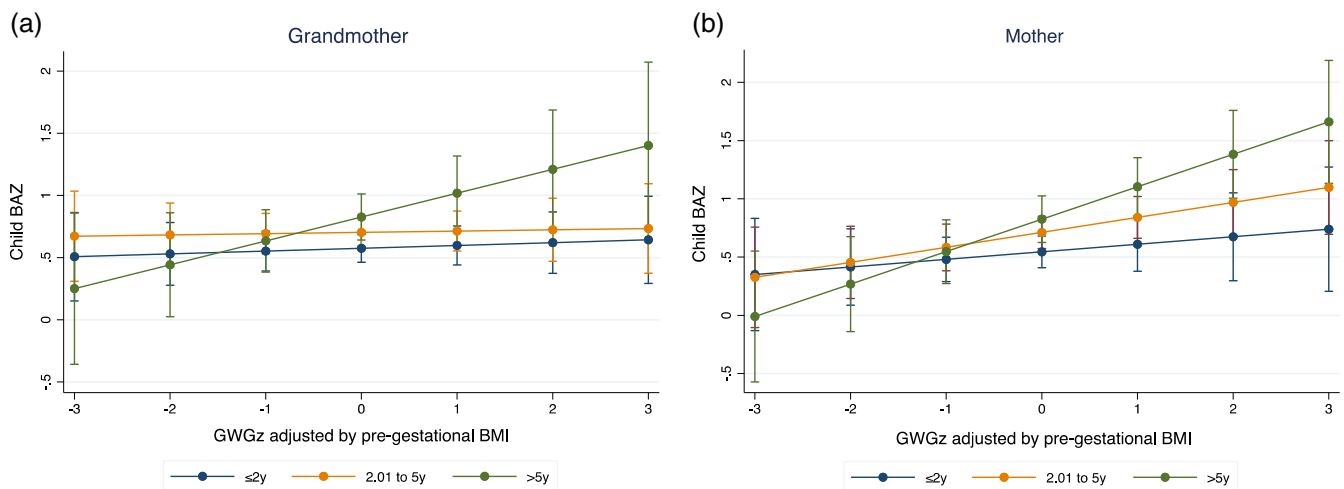 (a)
Grandmother
Child BAZ
2
1.5
1
.5
0
-.5
-3
-2
-1
0
1
2
3
GWGz adjusted by pre-gestational BMI
≤2y
2.01 to 5y
>5y
(b)
Mother
Child BAZ
2
1.5
1
.5
0
-.5
-3
-2
-1
0
1
2
3
GWGz adjusted by pre-gestational BMI
≤2y
2.01 to 5y
>5y